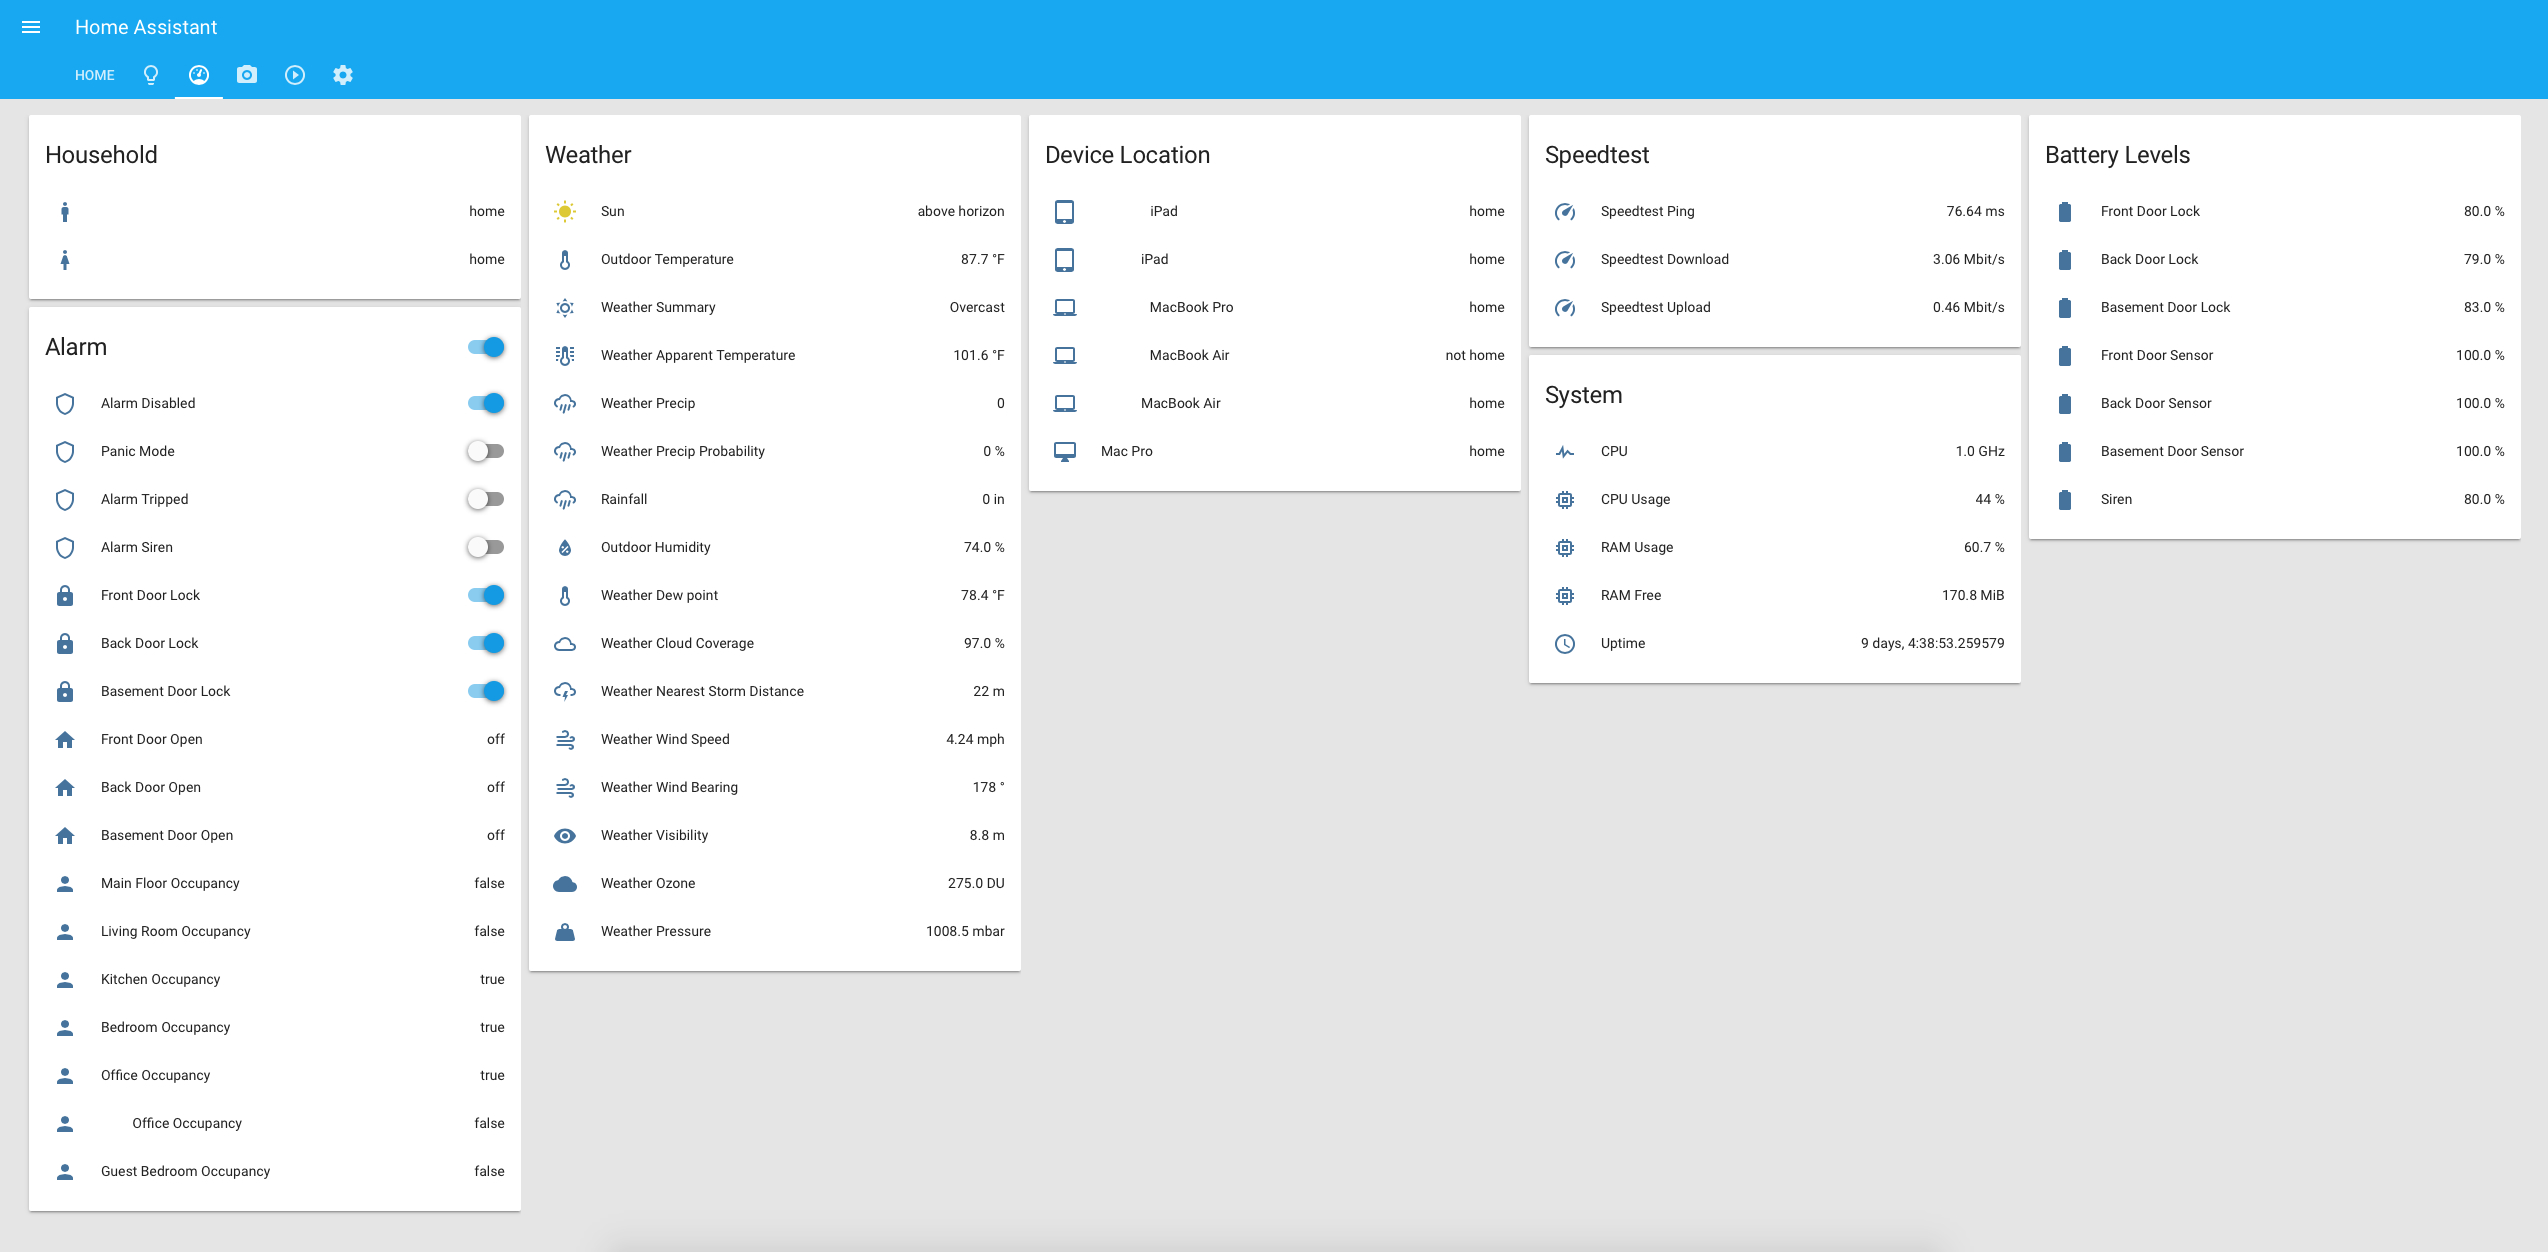 Home Assistant
HOME
Household
home
home
Alarm
Alarm Disabled
Panic Mode
Alarm Tripped
Alarm Siren
Front Door Lock
Back Door Lock
Basement Door Lock
Front Door Open off
Back Door Open off
Basement Door Open off
Main Floor Occupancy false
Living Room Occupancy false
Kitchen Occupancy true
Bedroom Occupancy true
Office Occupancy true
Office Occupancy false
Guest Bedroom Occupancy false
Weather
Sun above horizon
Outdoor Temperature 87.7 °F
Weather Summary Overcast
Weather Apparent Temperature 101.6 °F
Weather Precip 0
Weather Precip Probability 0 %
Rainfall 0 in
Outdoor Humidity 74.0 %
Weather Dew point 78.4 °F
Weather Cloud Coverage 97.0 %
Weather Nearest Storm Distance 22 m
Weather Wind Speed 4.24 mph
Weather Wind Bearing 178 °
Weather Visibility 8.8 m
Weather Ozone 275.0 DU
Weather Pressure 1008.5 mbar
Device Location
iPad home
iPad home
MacBook Pro home
MacBook Air not home
MacBook Air home
Mac Pro home
Speedtest
Speedtest Ping 76.64 ms
Speedtest Download 3.06 Mbit/s
Speedtest Upload 0.46 Mbit/s
System
CPU 1.0 GHz
CPU Usage 44 %
RAM Usage 60.7 %
RAM Free 170.8 MiB
Uptime 9 days, 4:38:53.259579
Battery Levels
Front Door Lock 80.0 %
Back Door Lock 79.0 %
Basement Door Lock 83.0 %
Front Door Sensor 100.0 %
Back Door Sensor 100.0 %
Basement Door Sensor 100.0 %
Siren 80.0 %